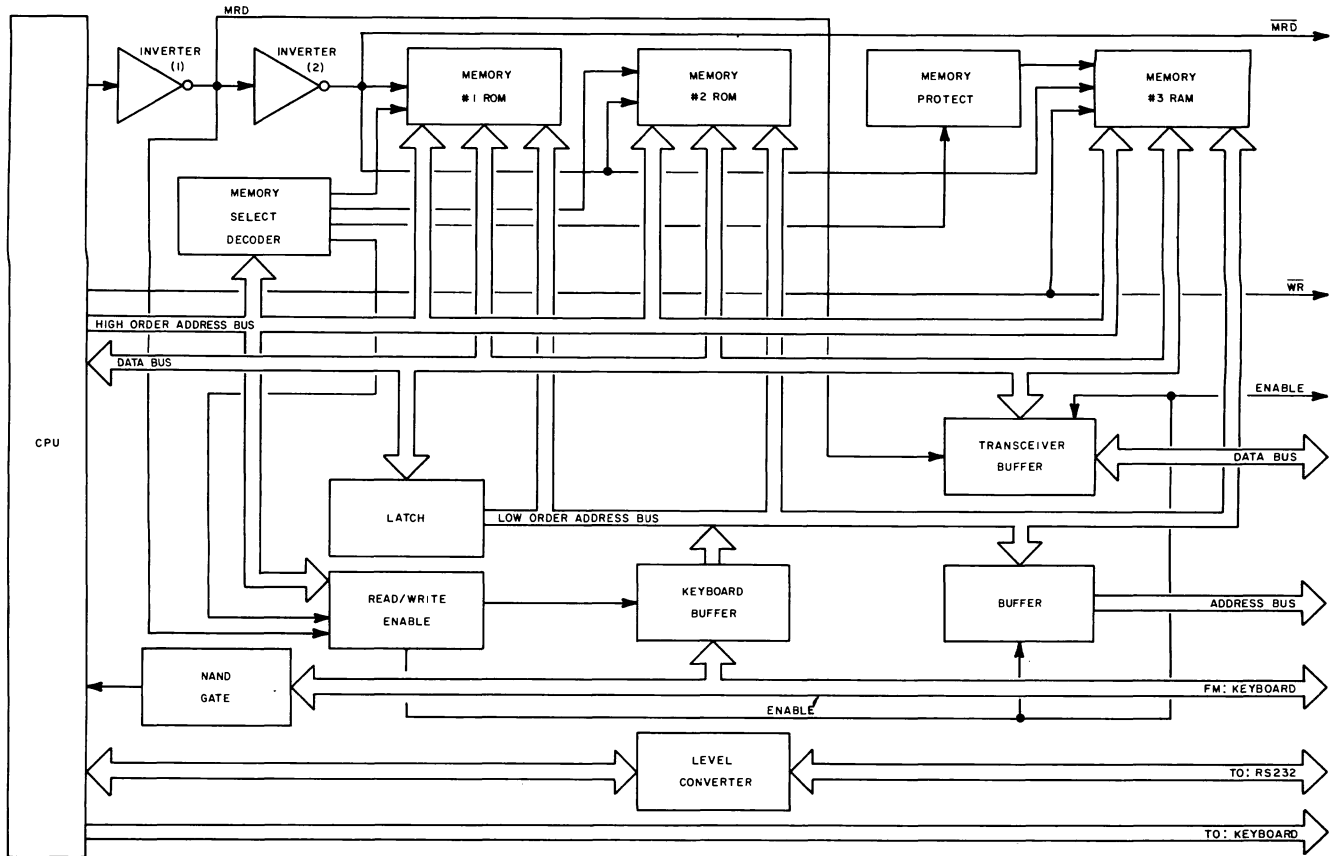 MRD
MRD
INVERTER
(1)
INVERTER
(2)
MEMORY
#1 ROM
MEMORY
#2 ROM
MEMORY
PROTECT
MEMORY
#3 RAM
MEMORY
SELECT
DECODER
WR
HIGH ORDER ADDRESS BUS
DATA BUS
ENABLE
CPU
TRANSCEIVER
BUFFER
DATA BUS
LATCH
LOW ORDER ADDRESS BUS
READ/WRITE
ENABLE
KEYBOARD
BUFFER
BUFFER
ADDRESS BUS
NAND
GATE
FM: KEYBOARD
ENABLE
LEVEL
CONVERTER
TO: RS232
TO: KEYBOARD